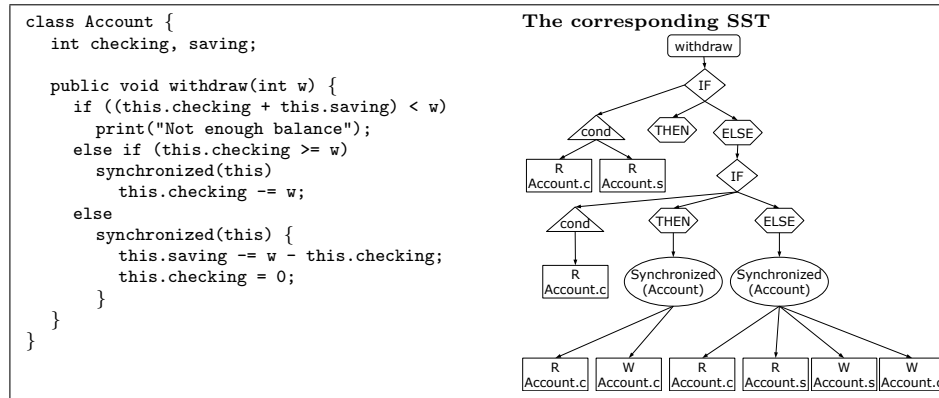 class Account {
int checking, saving;
public void withdraw(int w) {
if ((this.checking + this.saving) < w)
print("Not enough balance");
else if (this.checking >= w)
synchronized(this)
this.checking -= w;
else
synchronized(this) {
this.saving -= w - this.checking;
this.checking = 0;
}
}
}
The corresponding SST
withdraw
IF
cond
THEN
ELSE
R
Account.c
R
Account.s
IF
cond
THEN
ELSE
R
Account.c
Synchronized
(Account)
Synchronized
(Account)
R
Account.c
W
Account.c
R
Account.c
R
Account.s
W
Account.s
W
Account.c